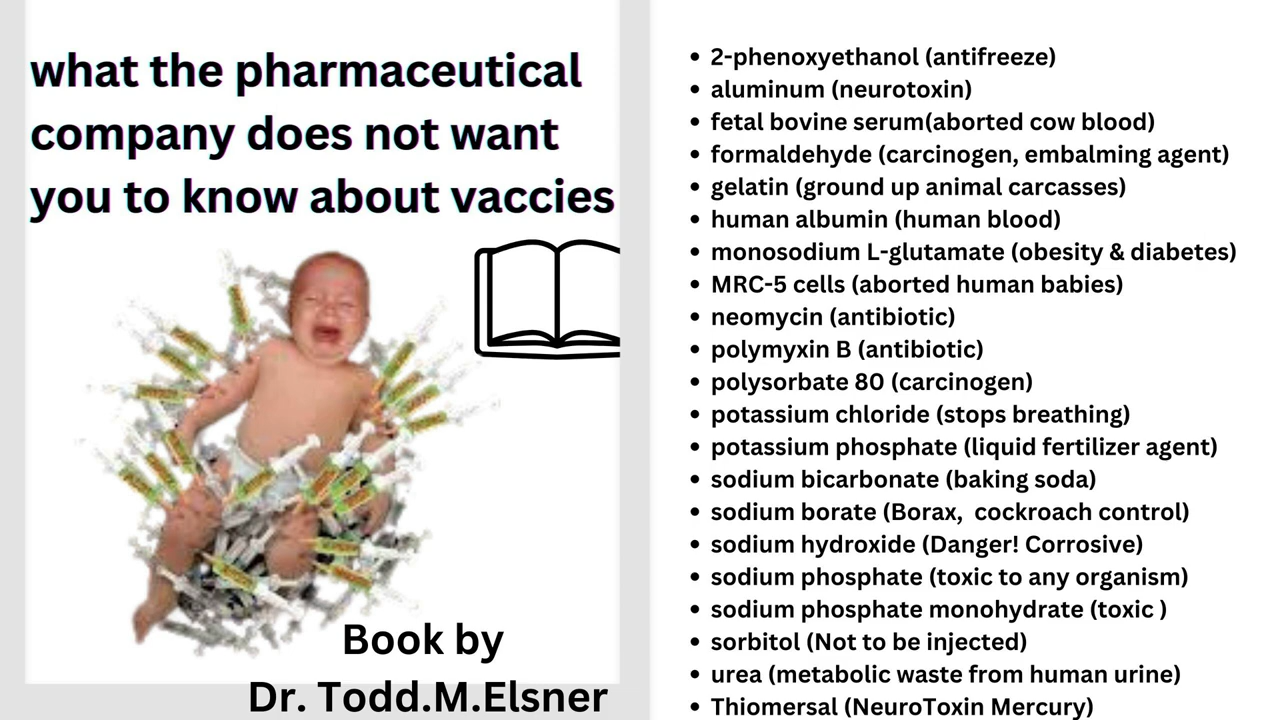 what the pharmaceutical
company does not want
you to know about vaccies
Book by
Dr. Todd.M.Elsner
• 2-phenoxyethanol (antifreeze)
• aluminum (neurotoxin)
• fetal bovine serum(aborted cow blood)
• formaldehyde (carcinogen, embalming agent)
• gelatin (ground up animal carcasses)
• human albumin (human blood)
• monosodium L-glutamate (obesity & diabetes)
• MRC-5 cells (aborted human babies)
• neomycin (antibiotic)
• polymyxin B (antibiotic)
• polysorbate 80 (carcinogen)
• potassium chloride (stops breathing)
• potassium phosphate (liquid fertilizer agent)
• sodium bicarbonate (baking soda)
• sodium borate (Borax,  cockroach control)
• sodium hydroxide (Danger! Corrosive)
• sodium phosphate (toxic to any organism)
• sodium phosphate monohydrate (toxic )
• sorbitol (Not to be injected)
• urea (metabolic waste from human urine)
• Thiomersal (NeuroToxin Mercury)